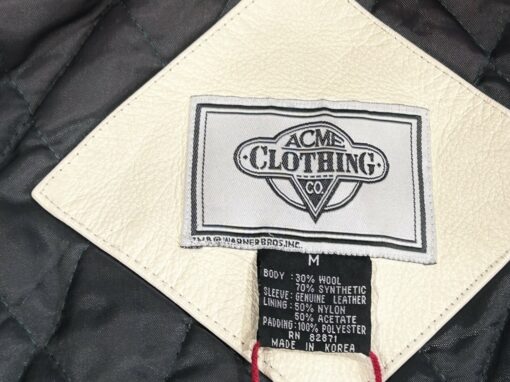 ACME
·CLOTHING·
CO.
TM & © WARNER BROS. INC.
M
BODY : 30% WOOL
70% SYNTHETIC
SLEEVE: GENUINE LEATHER
LINING: 50% NYLON
50% ACETATE
PADDING:100% POLYESTER
RN 82871
MADE IN KOREA